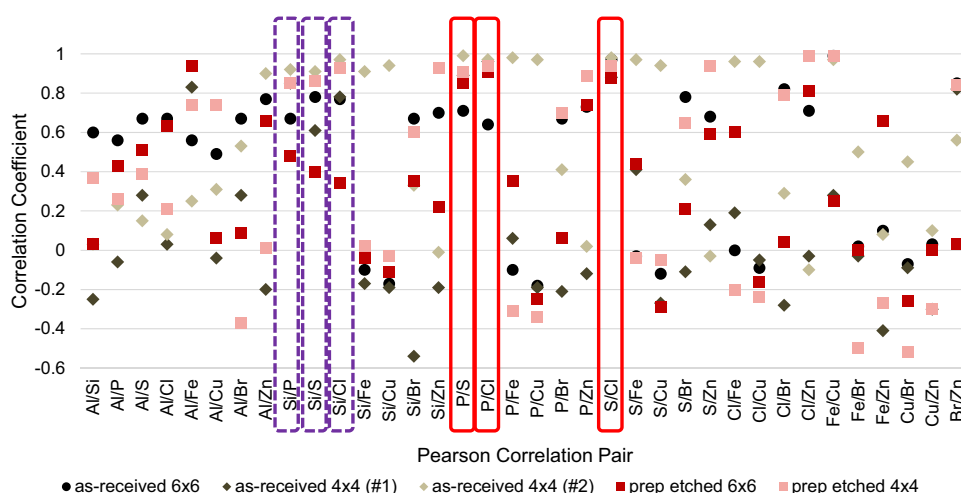 Correlation Coefficient
1
0.8
0.6
0.4
0.2
0
-0.2
-0.4
-0.6
Al/Si
Al/P
Al/S
Al/Cl
Al/Fe
Al/Cu
Al/Br
Al/Zn
Si/P
Si/S
Si/Cl
Si/Fe
Si/Cu
Si/Br
Si/Zn
P/S
P/Cl
P/Fe
P/Cu
P/Br
P/Zn
S/Cl
S/Fe
S/Cu
S/Br
S/Zn
Cl/Fe
Cl/Cu
Cl/Br
Cl/Zn
Fe/Cu
Fe/Br
Fe/Zn
Cu/Br
Cu/Zn
Br/Zn
Pearson Correlation Pair
as-received 6x6 as-received 4x4 (#1) as-received 4x4 (#2) prep etched 6x6 prep etched 4x4